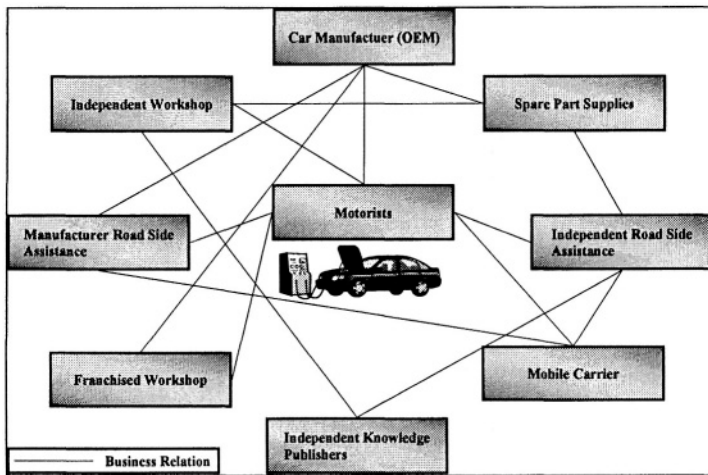 Car Manufactuer (OEM)
Independent Workshop
Spare Part Supplies
Motorists
Manufacturer Road Side
Assistance
Independent Road Side
Assistance
Franchised Workshop
Mobile Carrier
Independent Knowledge
Publishers
Business Relation